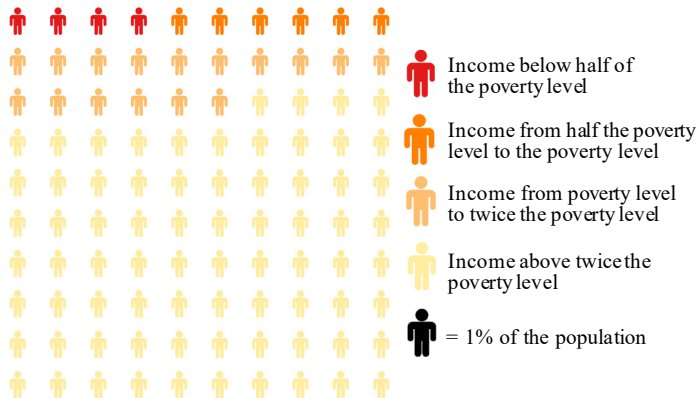 Income below half of
the poverty level
Income from half the poverty
level to the poverty level
Income from poverty level
to twice the poverty level
Income above twice the
poverty level
= 1% of the population